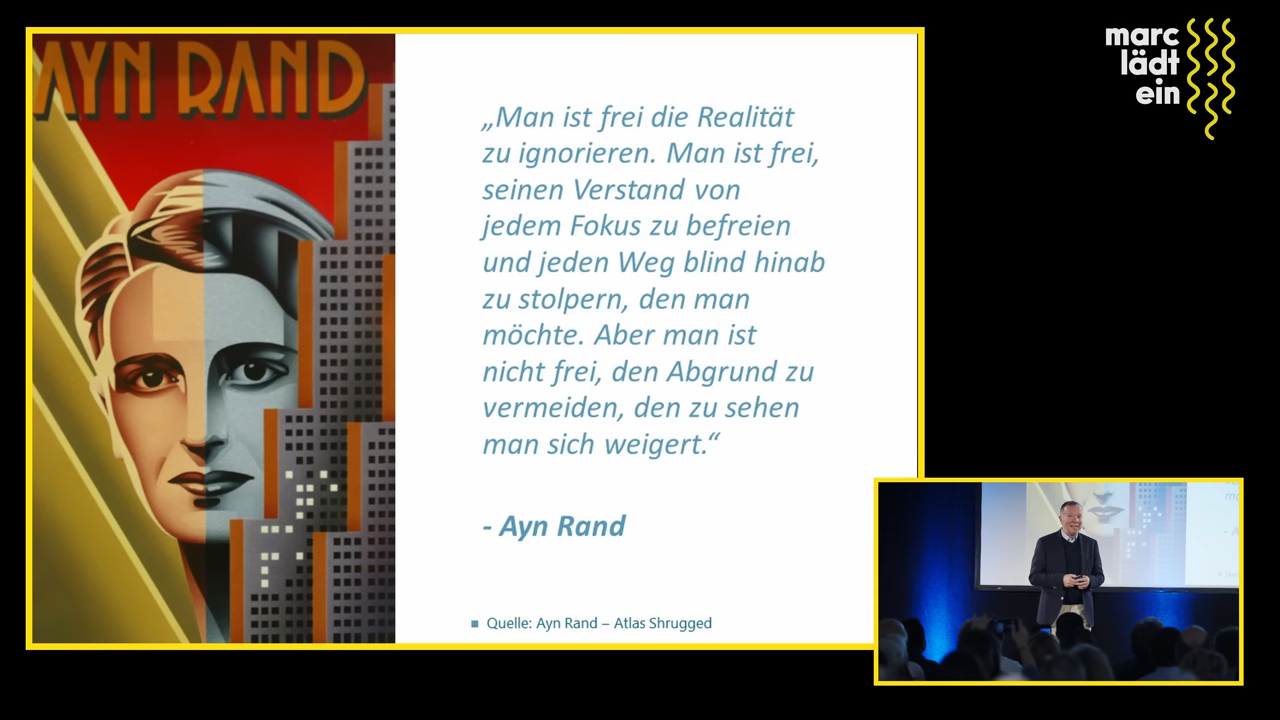 AYN RAND
„Man ist frei die Realität
zu ignorieren. Man ist frei,
seinen Verstand von
jedem Fokus zu befreien
und jeden Weg blind hinab
zu stolpern, den man
möchte. Aber man ist
nicht frei, den Abgrund zu
vermeiden, den zu sehen
man sich weigert.“
- Ayn Rand
Quelle: Ayn Rand – Atlas Shrugged
marc
lädt
ein